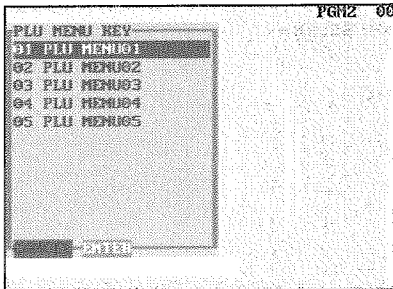 PGM2 00
PLU MENU KEY
01 PLU MENU01
02 PLU MENU02
03 PLU MENU03
04 PLU MENU04
05 PLU MENU05
ENTER